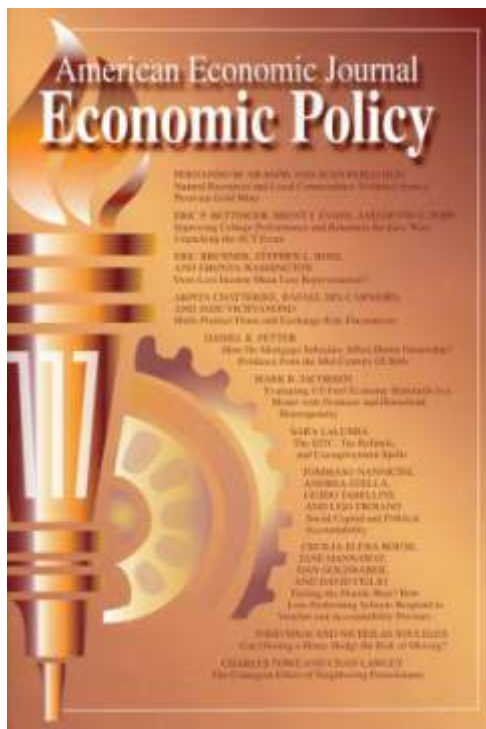 American Economic Journal
Economic Policy
FERNANDO M. ARAGÓN AND JUAN PABLO RUD
Natural Resources and Local Communities: Evidence from a
Peruvian Gold Mine
ERIC P. BETTINGER, BRENT J. EVANS, AND DEVIN G. POPE
Improving College Performance and Retention the Easy Way:
Unpacking the ACT Exam
ERIC BRUNNER, STEPHEN L. ROSS,
AND EBONYA WASHINGTON
Does Less Income Mean Less Representation?
ARPITA CHATTERJEE, RAFAEL DIX-CARNEIRO,
AND JADE VICHYANOND
Multi-Product Firms and Exchange Rate Fluctuations
DANIEL K. FETTER
How Do Mortgage Subsidies Affect Home Ownership?
Evidence from the Mid-Century GI Bills
MARK R. JACOBSEN
Evaluating US Fuel Economy Standards in a
Model with Producer and Household
Heterogeneity
SARA LALUMIA
The EITC, Tax Refunds,
and Unemployment Spells
TOMMASO NANNICINI,
ANDREA STELLA,
GUIDO TABELLINI,
AND UGO TROIANO
Social Capital and Political
Accountability
CECILIA ELENA ROUSE,
JANE HANNAWAY,
DAN GOLDHABER,
AND DAVID FIGLIO
Feeling the Florida Heat? How
Low-Performing Schools Respond to
Voucher and Accountability Pressure
TODD SINAI AND NICHOLAS SOULELES
Can Owning a Home Hedge the Risk of Moving?
CHARLES TOWE AND CHAD LAWLEY
The Contagion Effect of Neighboring Foreclosures